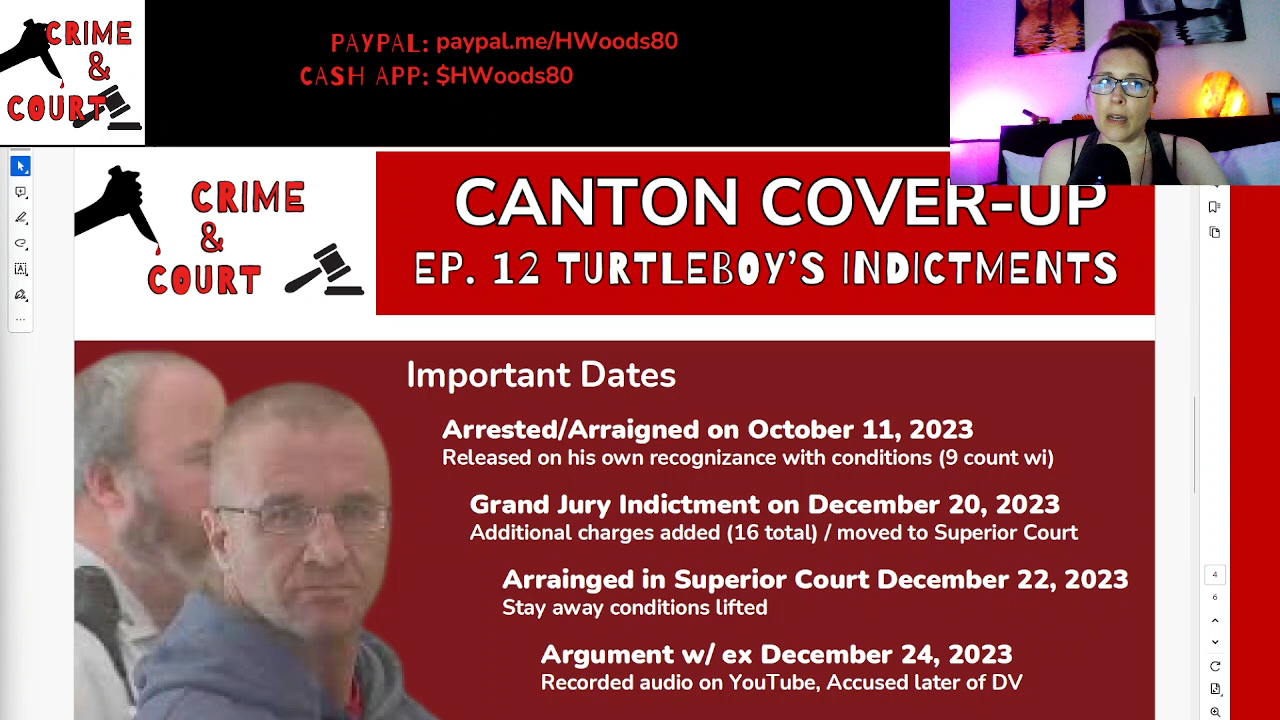 CRIME
&
COURT
PAYPAL: paypal.me/HWoods80
CASH APP: $HWoods80
CRIME
&
COURT
CANTON COVER-UP
EP. 12 TURTLEBOY'S INDICTMENTS
Important Dates
Arrested/Arraigned on October 11, 2023
Released on his own recognizance with conditions (9 count wi)
Grand Jury Indictment on December 20, 2023
Additional charges added (16 total) / moved to Superior Court
Arrainged in Superior Court December 22, 2023
Stay away conditions lifted
Argument w/ ex December 24, 2023
Recorded audio on YouTube, Accused later of DV
4
6